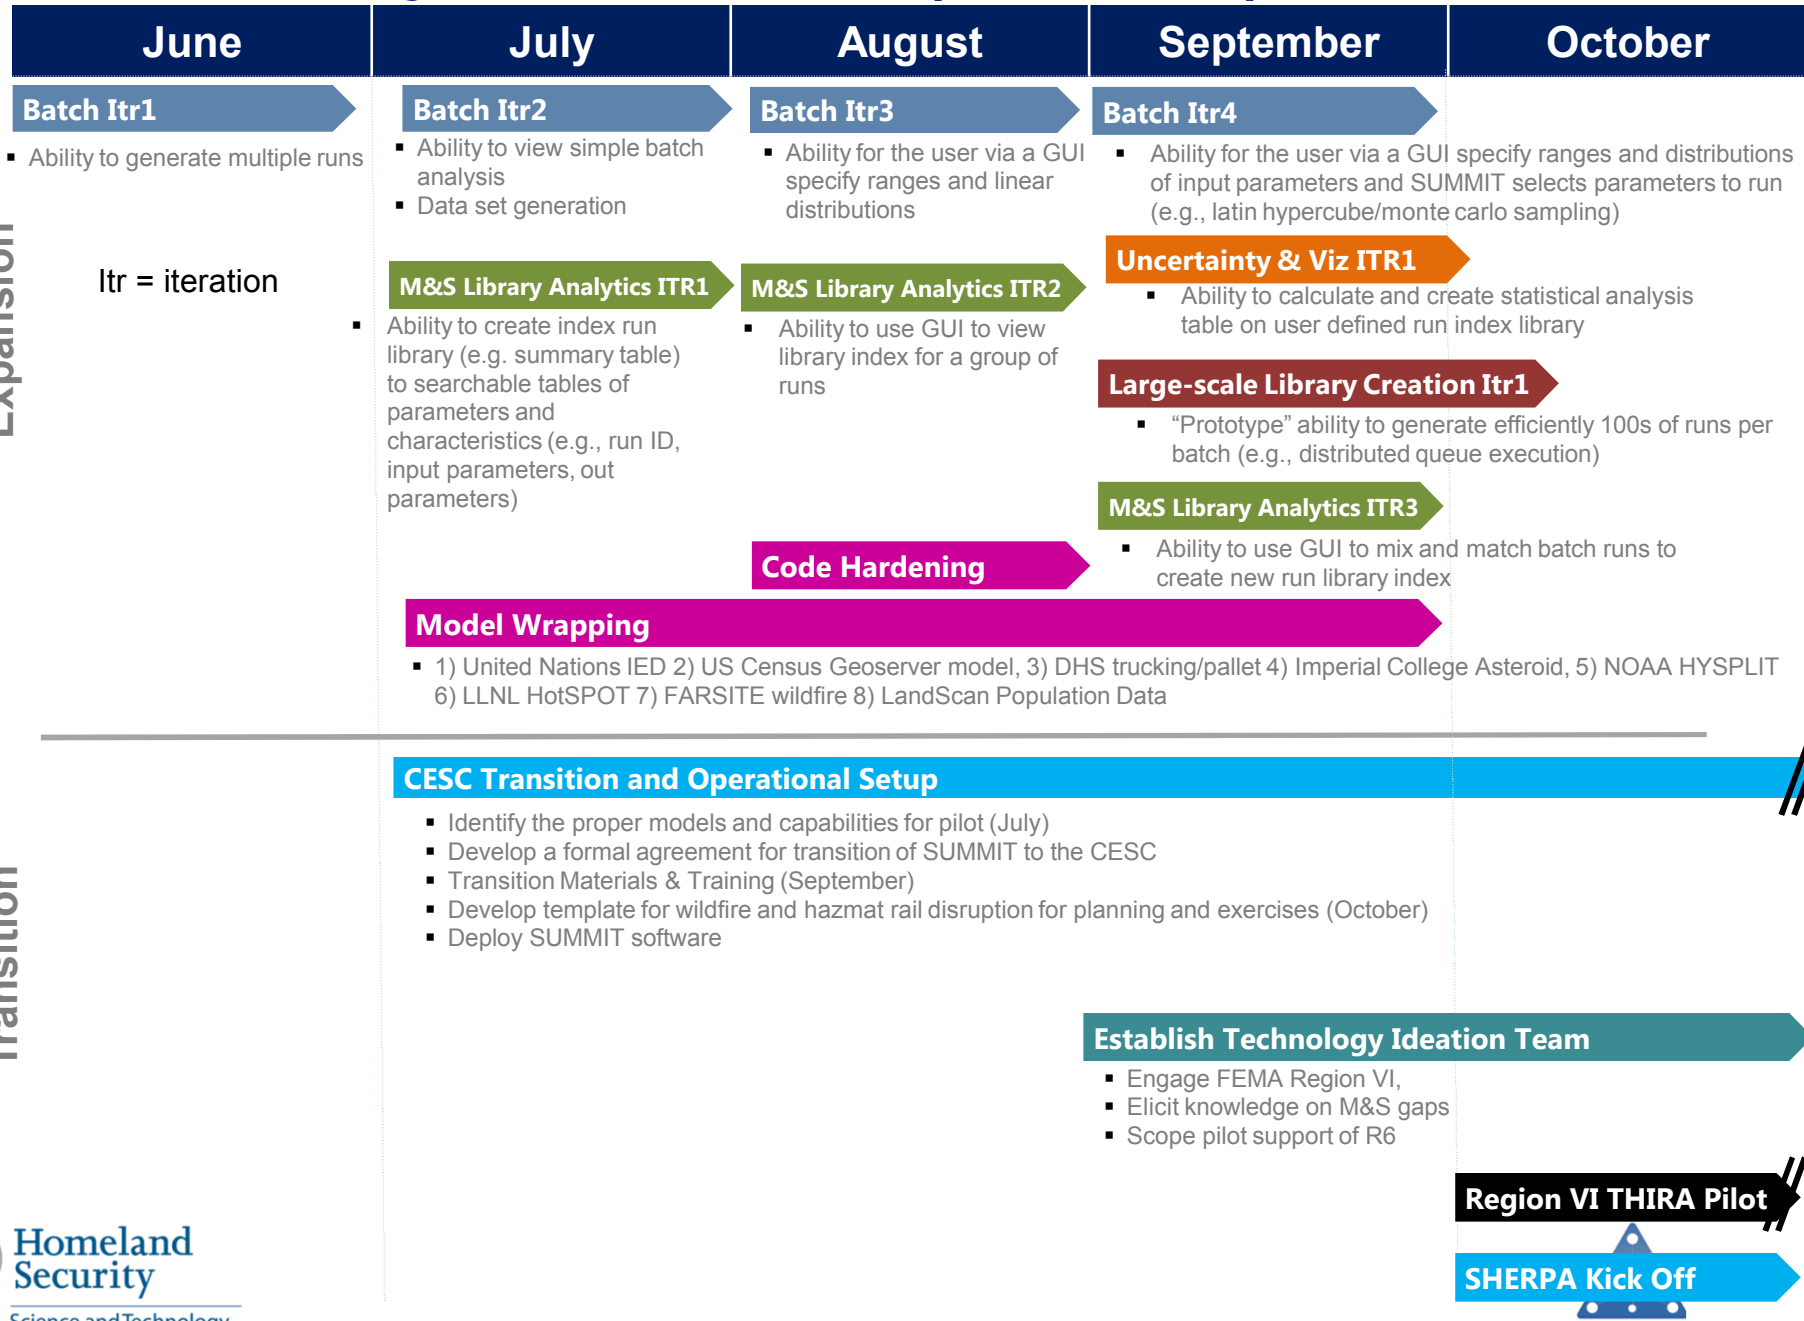 June
July
August
September
October
Expansion
Batch Itr1
▪ Ability to generate multiple runs
Itr = iteration
Batch Itr2
▪ Ability to view simple batch
analysis
▪ Data set generation
Batch Itr3
▪ Ability for the user via a GUI
specify ranges and linear
distributions
Batch Itr4
▪ Ability for the user via a GUI specify ranges and distributions
of input parameters and SUMMIT selects parameters to run
(e.g., latin hypercube/monte carlo sampling)
M&S Library Analytics ITR1
▪ Ability to create index run
library (e.g. summary table)
to searchable tables of
parameters and
characteristics (e.g., run ID,
input parameters, out
parameters)
M&S Library Analytics ITR2
▪ Ability to use GUI to view
library index for a group of
runs
Uncertainty & Viz ITR1
▪ Ability to calculate and create statistical analysis
table on user defined run index library
Large-scale Library Creation Itr1
▪ “Prototype” ability to generate efficiently 100s of runs per
batch (e.g., distributed queue execution)
M&S Library Analytics ITR3
▪ Ability to use GUI to mix and match batch runs to
create new run library index
Code Hardening
Model Wrapping
▪ 1) United Nations IED 2) US Census Geoserver model, 3) DHS trucking/pallet 4) Imperial College Asteroid, 5) NOAA HYSPLIT
6) LLNL HotSPOT 7) FARSITE wildfire 8) LandScan Population Data
Transition
CESC Transition and Operational Setup
▪ Identify the proper models and capabilities for pilot (July)
▪ Develop a formal agreement for transition of SUMMIT to the CESC
▪ Transition Materials & Training (September)
▪ Develop template for wildfire and hazmat rail disruption for planning and exercises (October)
▪ Deploy SUMMIT software
Establish Technology Ideation Team
▪ Engage FEMA Region VI,
▪ Elicit knowledge on M&S gaps
▪ Scope pilot support of R6
Region VI THIRA Pilot
SHERPA Kick Off
Homeland
Security
Science and Technology